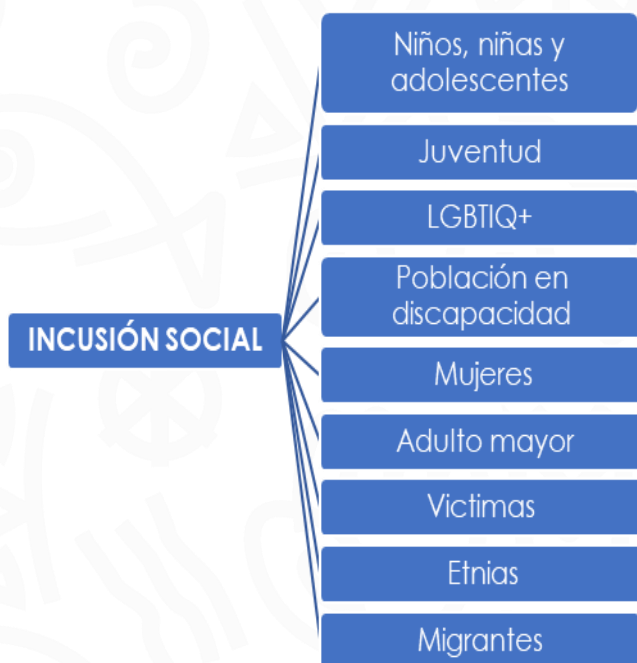 Niños, niñas y
adolescentes
Juventud
LGBTIQ+
Población en
discapacidad
INCUSIÓN SOCIAL
Mujeres
Adulto mayor
Victimas
Etnias
Migrantes